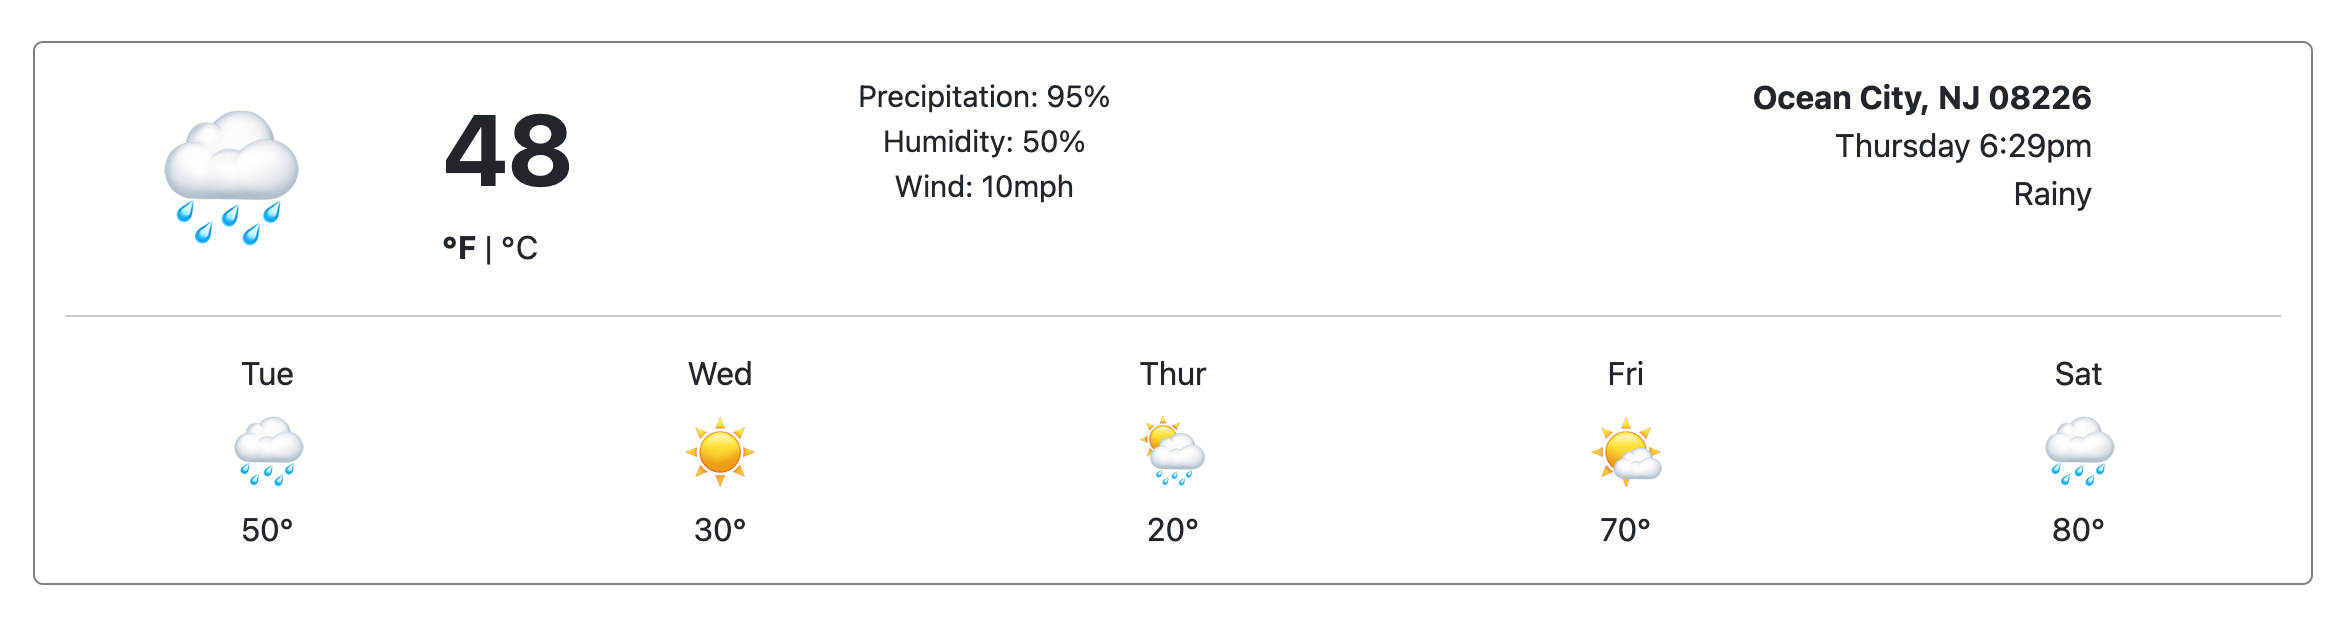 48
°F | °C
Precipitation: 95%
Humidity: 50%
Wind: 10mph
Ocean City, NJ 08226
Thursday 6:29pm
Rainy
Tue
Wed
Thur
Fri
Sat
50°
30°
20°
70°
80°